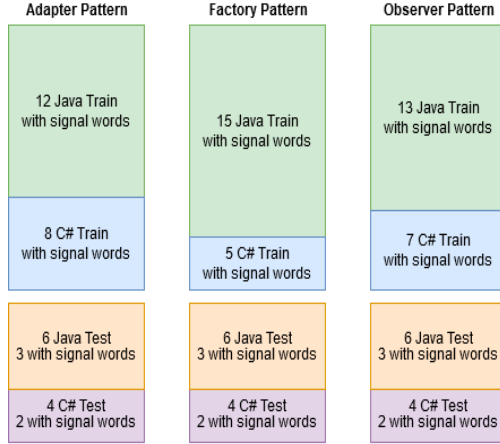 Adapter Pattern
12 Java Train
with signal words
8 C# Train
with signal words
6 Java Test
3 with signal words
4 C# Test
2 with signal words
Factory Pattern
15 Java Train
with signal words
5 C# Train
with signal words
6 Java Test
3 with signal words
4 C# Test
2 with signal words
Observer Pattern
13 Java Train
with signal words
7 C# Train
with signal words
6 Java Test
3 with signal words
4 C# Test
2 with signal words